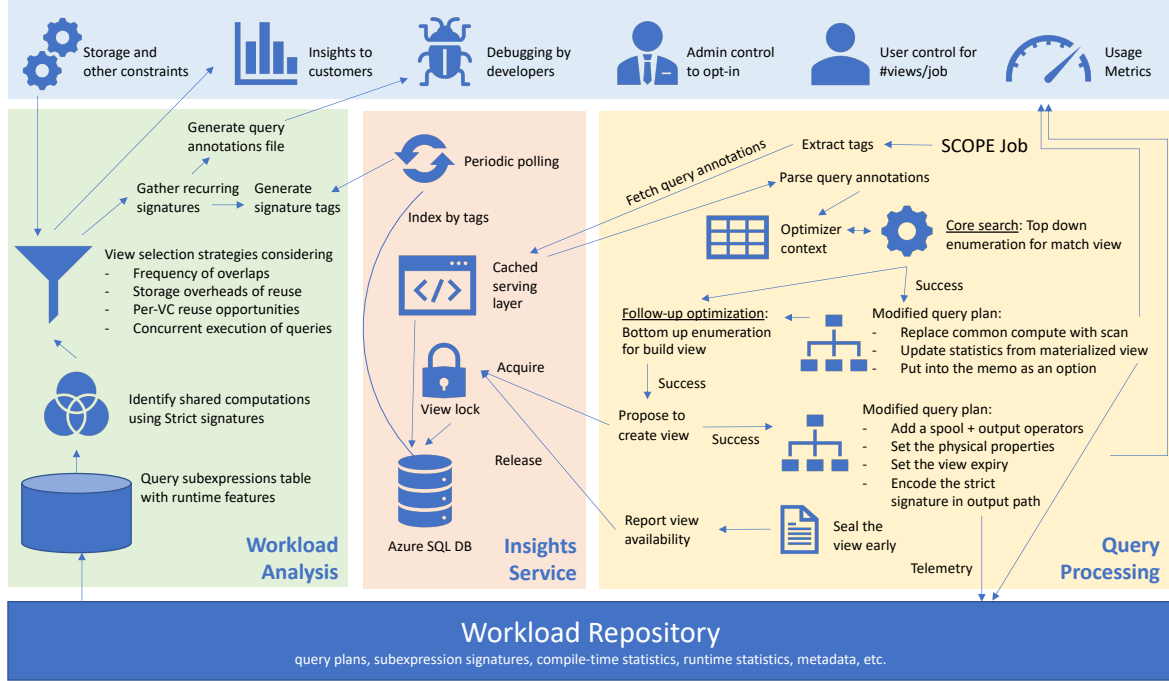 Storage and
other constraints
Insights to
customers
Debugging by
developers
Admin control
to opt-in
User control for
#views/job
Usage
Metrics
Generate query
annotations file
Gather recurring
signatures
Generate
signature tags
View selection strategies considering
- Frequency of overlaps
- Storage overheads of reuse
- Per-VC reuse opportunities
- Concurrent execution of queries
Identify shared computations
using Strict signatures
Query subexpressions table
with runtime features
Workload
Analysis
Periodic polling
Index by tags
Cached
serving
layer
Acquire
View lock
Release
Azure SQL DB
Insights
Service
Fetch query annotations
Extract tags
SCOPE Job
Parse query annotations
Optimizer
context
Core search: Top down
enumeration for match view
Success
Follow-up optimization:
Bottom up enumeration
for build view
Modified query plan:
- Replace common compute with scan
- Update statistics from materialized view
- Put into the memo as an option
Success
Propose to
create view
Success
Modified query plan:
- Add a spool + output operators
- Set the physical properties
- Set the view expiry
- Encode the strict
signature in output path
Report view
availability
Seal the
view early
Telemetry
Query
Processing
Workload Repository
query plans, subexpression signatures, compile-time statistics, runtime statistics, metadata, etc.